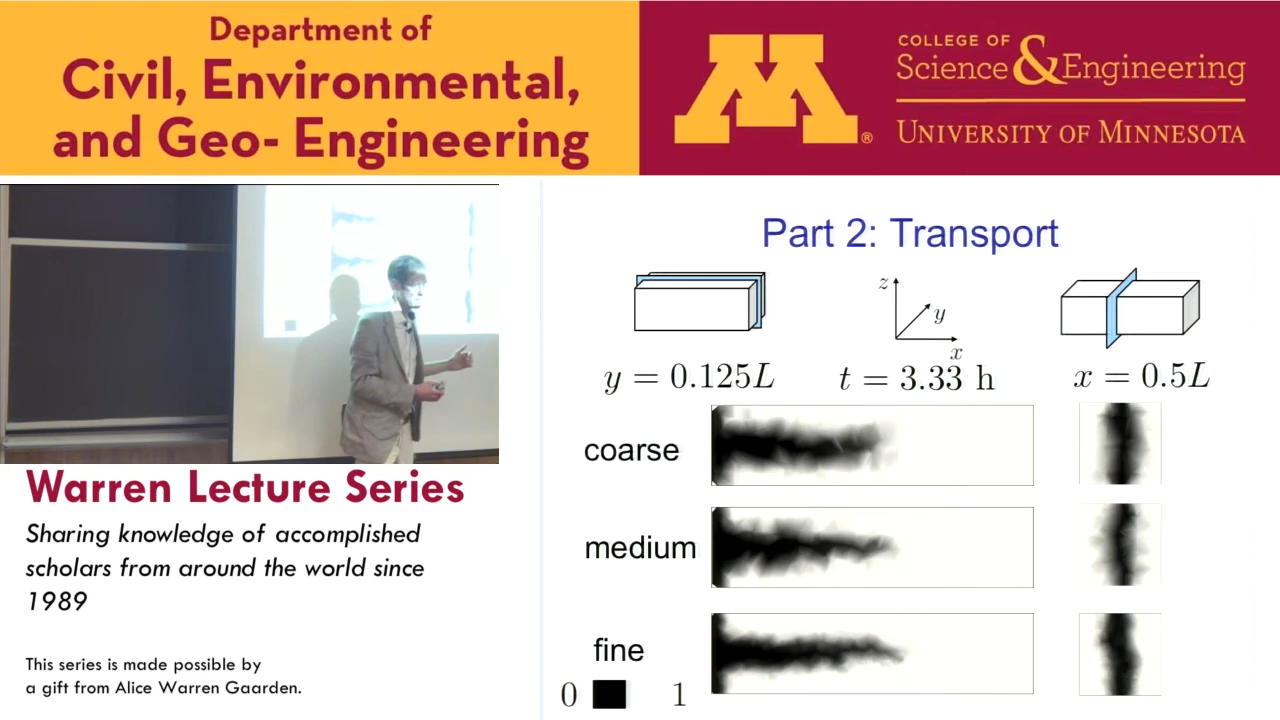 Department of
Civil, Environmental,
and Geo- Engineering
M®
COLLEGE OF
Science & Engineering
UNIVERSITY OF MINNESOTA
Warren Lecture Series
Sharing knowledge of accomplished
scholars from around the world since
1989
This series is made possible by
a gift from Alice Warren Gaarden.
Part 2: Transport
z
y
x
y = 0.125L
t = 3.33 h
x = 0.5L
coarse
medium
fine
0 1